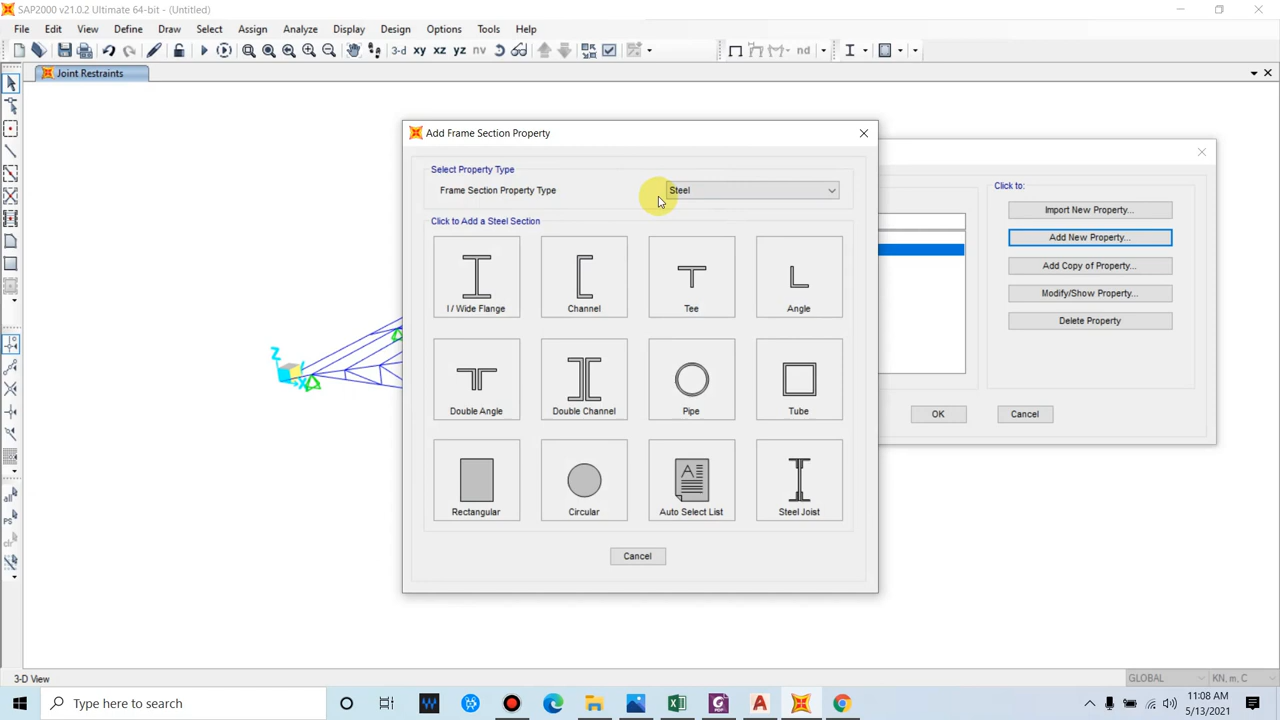 SAP2000 v21.0.2 Ultimate 64-bit - (Untitled)
File Edit View Define Draw Select Assign Analyze Display Design Options Tools Help
3-d xy xz yz nv nd
Joint Restraints
Add Frame Section Property
Select Property Type
Frame Section Property Type Steel
Click to Add a Steel Section
I / Wide Flange Channel Tee Angle
Double Angle Double Channel Pipe Tube
Rectangular Circular Auto Select List Steel Joist
Cancel
Click to:
Import New Property...
Add New Property...
Add Copy of Property...
Modify/Show Property...
Delete Property
OK Cancel
Z
X
all
PS
clr
3-D View GLOBAL KN, m, C
Type here to search
11:08 AM
5/13/2021